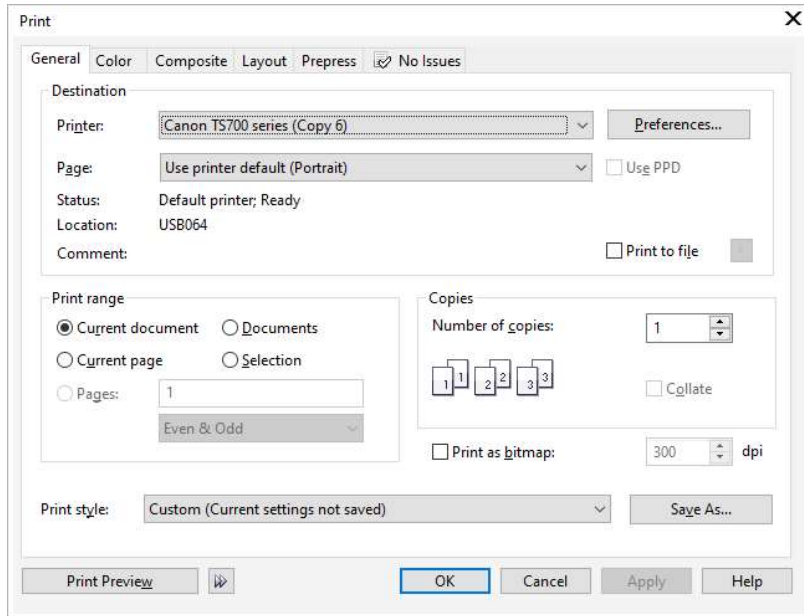 Print
General Color Composite Layout Prepress No Issues
Destination
Printer: Canon TS700 series (Copy 6) Preferences...
Page: Use printer default (Portrait) Use PPD
Status: Default printer; Ready
Location: USB064
Comment: Print to file
Print range
Current document Documents
Current page Selection
Pages: 1
Even & Odd
Copies
Number of copies: 1
1 1 2 2 3 3
Collate
Print as bitmap: 300 dpi
Print style: Custom (Current settings not saved) Save As...
Print Preview OK Cancel Apply Help